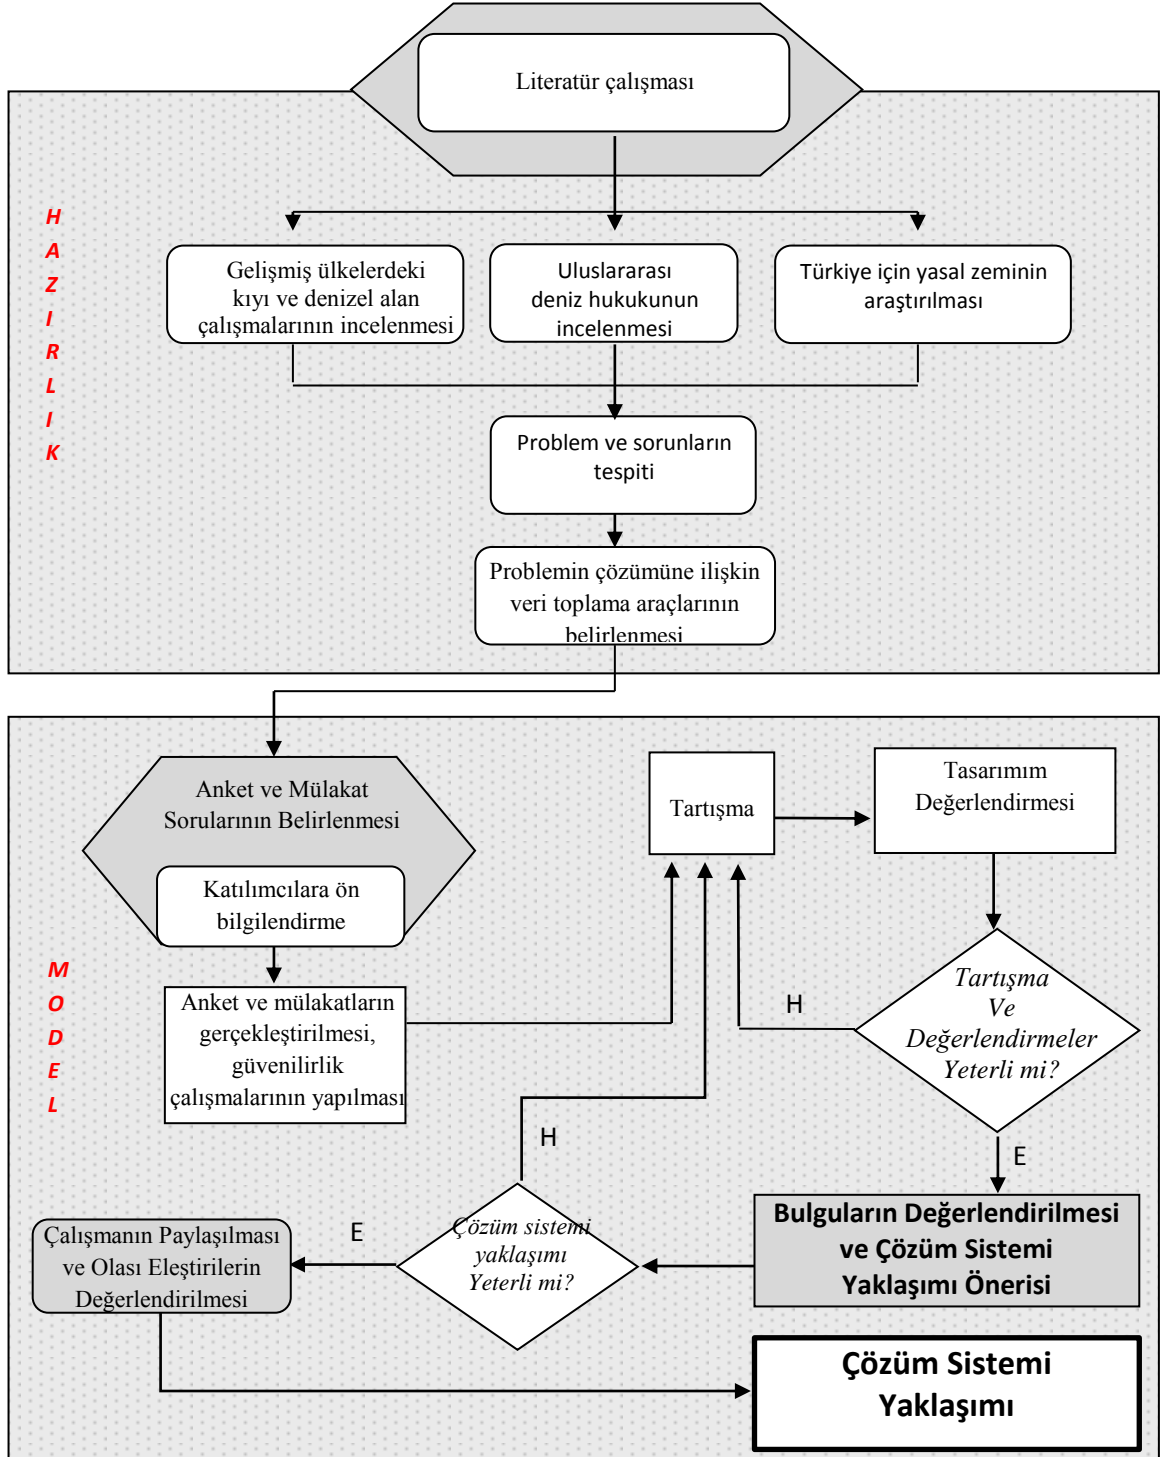 Literatür çalışması
H
A
Z
I
R
L
I
K
Gelişmiş ülkelerdeki
kıyı ve denizel alan
çalışmalarının incelenmesi
Uluslararası
deniz hukukunun
incelenmesi
Türkiye için yasal zeminin
araştırılması
Problem ve sorunların
tespiti
Problemin çözümüne ilişkin
veri toplama araçlarının
belirlenmesi
M
O
D
E
L
Anket ve Mülakat
Sorularının Belirlenmesi
Katılımcılara ön
bilgilendirme
Anket ve mülakatların
gerçekleştirilmesi,
güvenilirlik
çalışmalarının yapılması
Tartışma
Tasarımım
Değerlendirmesi
Tartışma
Ve
Değerlendirmeler
Yeterli mi?
H
E
Bulguların Değerlendirilmesi
ve Çözüm Sistemi
Yaklaşımı Önerisi
Çözüm sistemi
yaklaşımı
Yeterli mi?
H
E
Çalışmanın Paylaşılması
ve Olası Eleştirilerin
Değerlendirilmesi
Çözüm Sistemi
Yaklaşımı